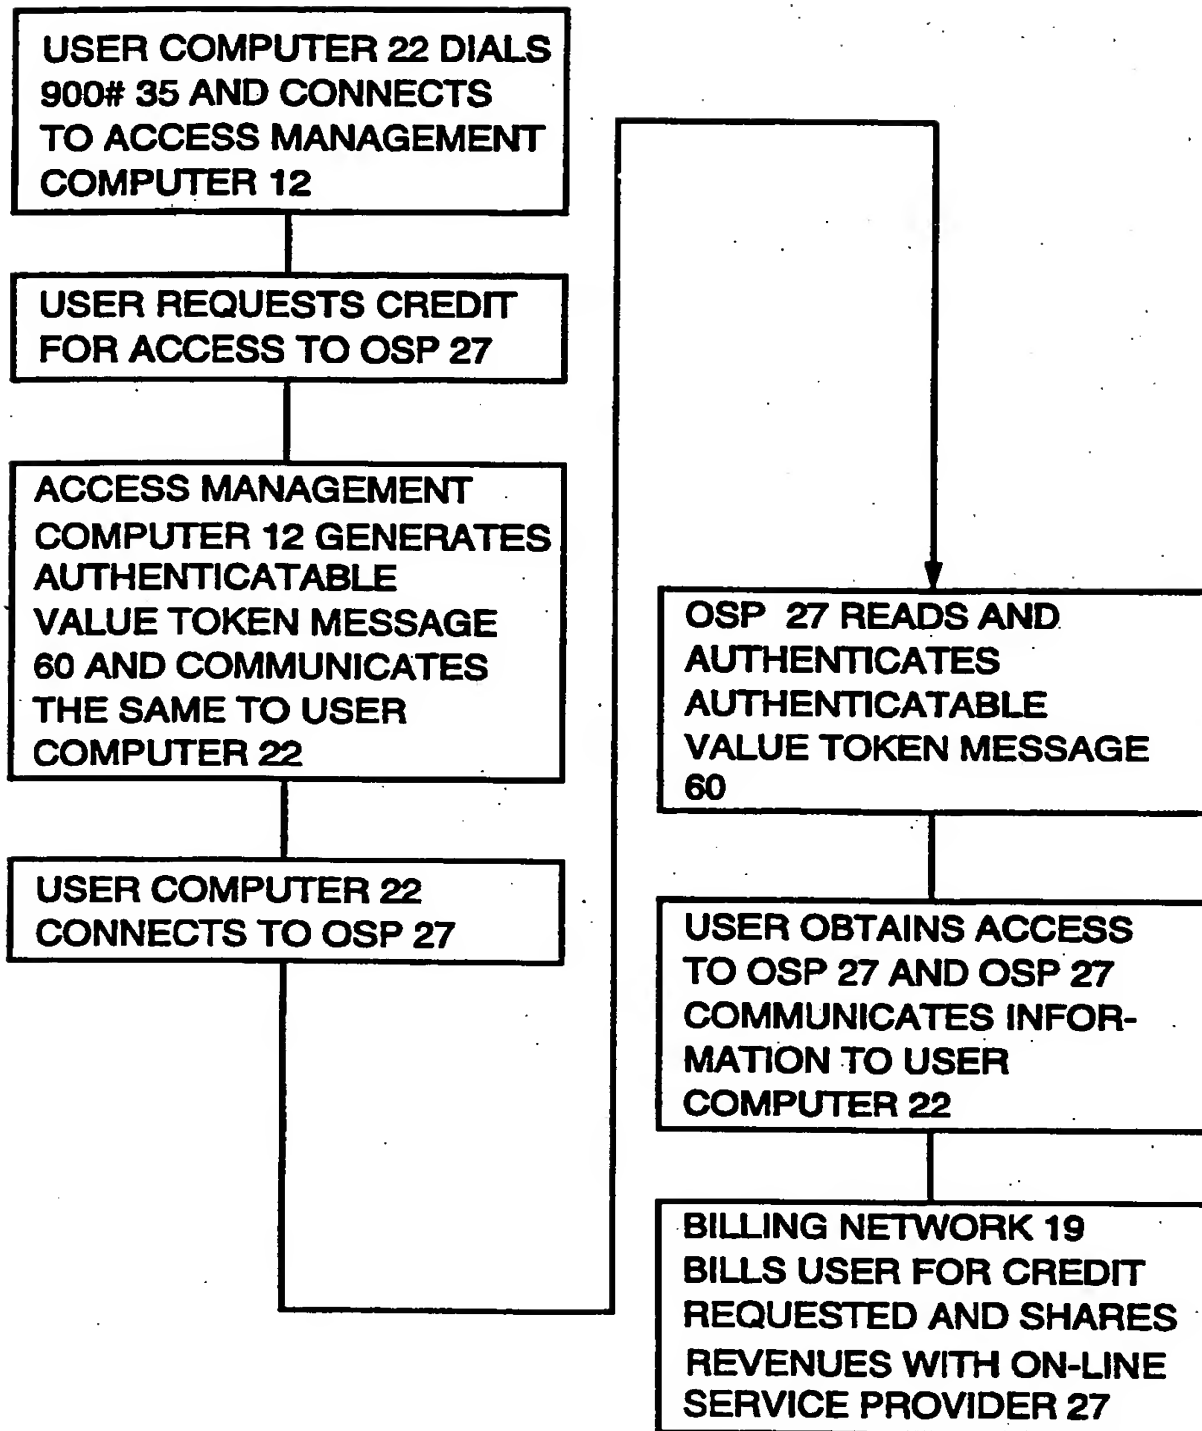 USER COMPUTER 22 DIALS
900# 35 AND CONNECTS
TO ACCESS MANAGEMENT
COMPUTER 12
USER REQUESTS CREDIT
FOR ACCESS TO OSP 27
ACCESS MANAGEMENT
COMPUTER 12 GENERATES
AUTHENTICATABLE
VALUE TOKEN MESSAGE
60 AND COMMUNICATES
THE SAME TO USER
COMPUTER 22
USER COMPUTER 22
CONNECTS TO OSP 27
OSP 27 READS AND
AUTHENTICATES
AUTHENTICATABLE
VALUE TOKEN MESSAGE
60
USER OBTAINS ACCESS
TO OSP 27 AND OSP 27
COMMUNICATES INFOR-
MATION TO USER
COMPUTER 22
BILLING NETWORK 19
BILLS USER FOR CREDIT
REQUESTED AND SHARES
REVENUES WITH ON-LINE
SERVICE PROVIDER 27